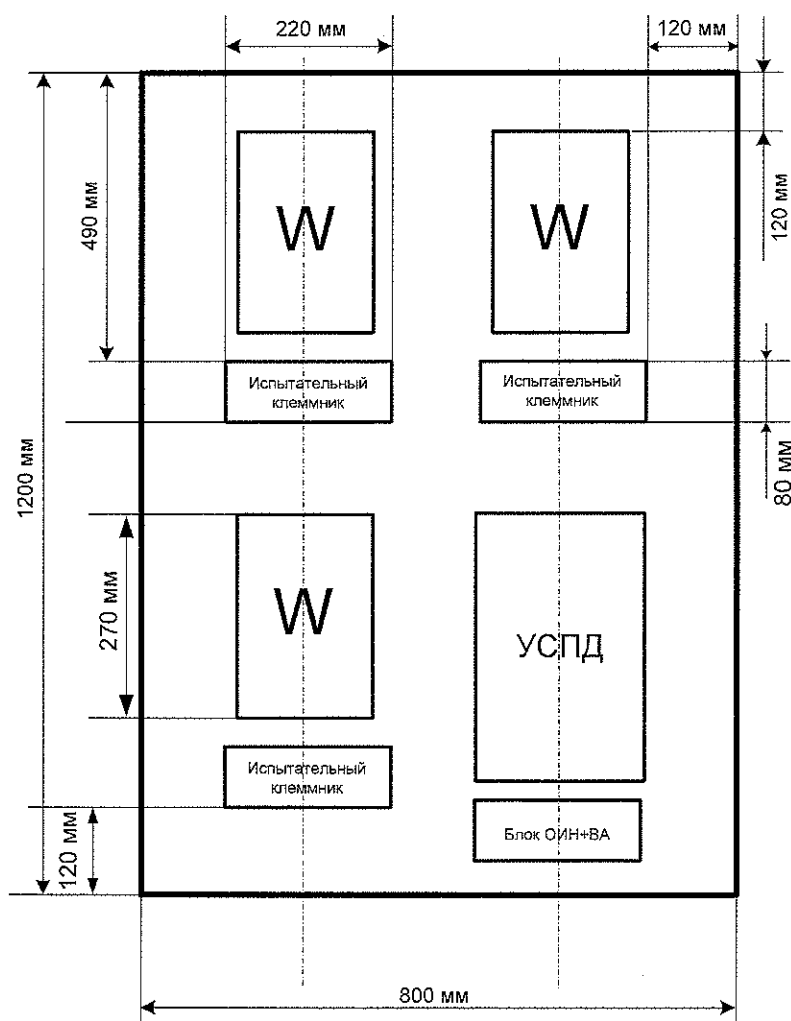 220 мм
120 мм
490 мм
W
W
120 мм
Испытательный
клеммник
Испытательный
клеммник
80 мм
1200 мм
270 мм
W
УСПД
Испытательный
клеммник
120 мм
Блок ОИН+ВА
800 мм